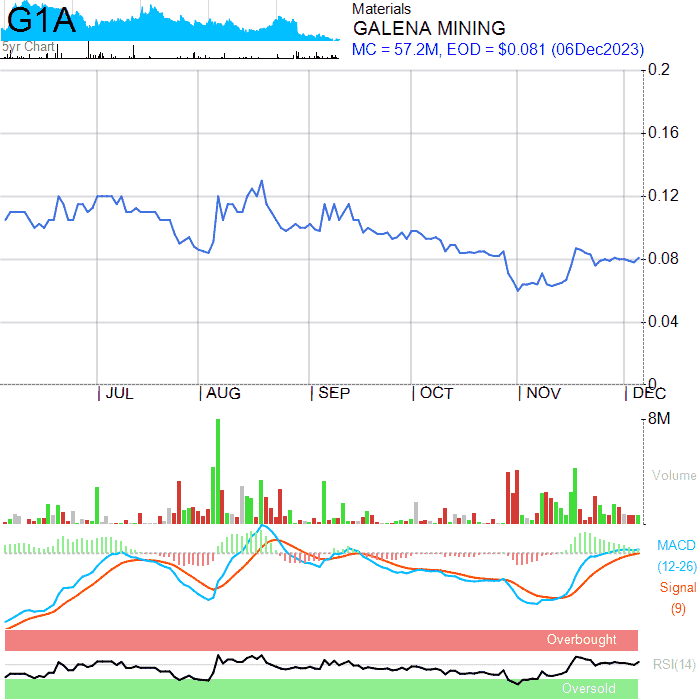 G1A
5yr Chart
Materials
GALENA MINING
MC = 57.2M, EOD = $0.081 (06Dec2023)
0.2
0.16
0.12
0.08
0.04
0
JUL AUG SEP OCT NOV DEC
8M
Volume
MACD
(12-26)
Signal
(9)
Overbought
RSI(14)
Oversold